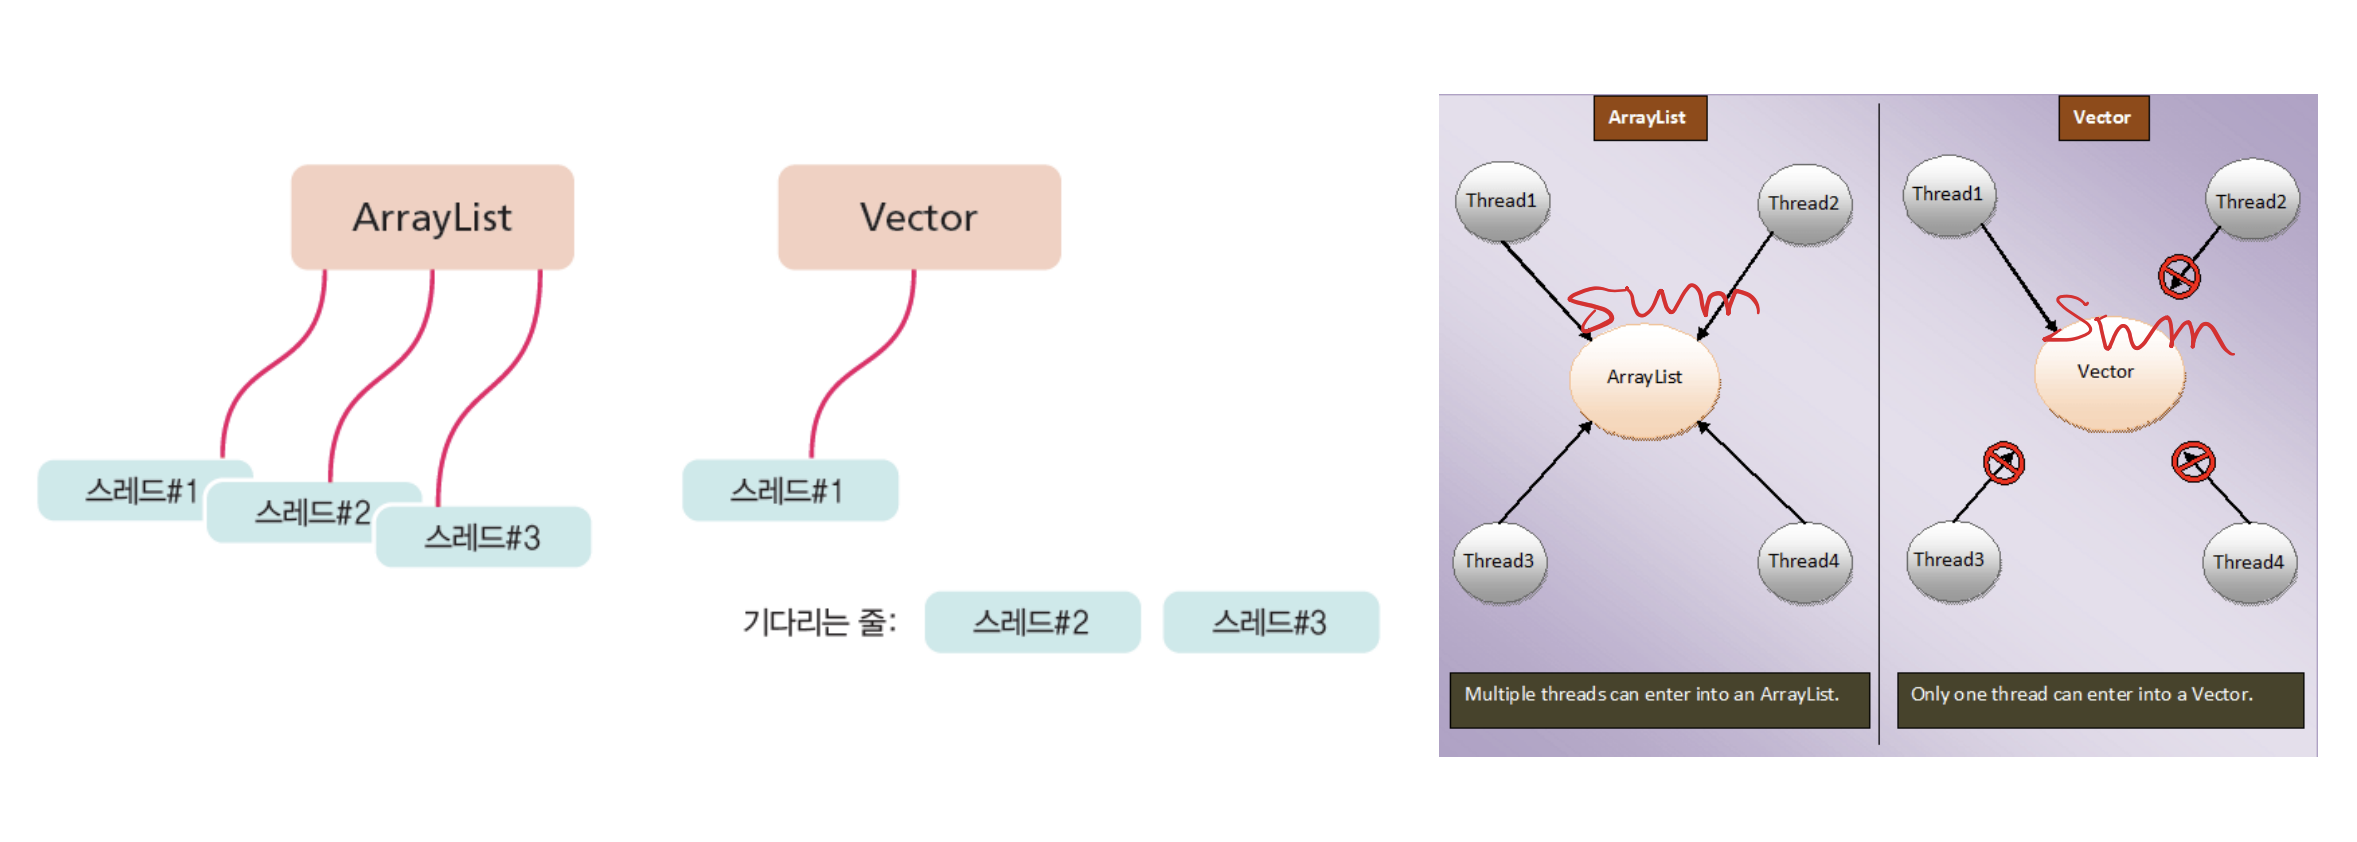 ArrayList
Vector
스레드#1
스레드#2
스레드#3
스레드#1
기다리는 줄:
스레드#2
스레드#3
ArrayList
Thread1
Thread2
sum
ArrayList
Thread3
Thread4
Multiple threads can enter into an ArrayList.
Vector
Thread1
Thread2
Sum
Vector
Thread3
Thread4
Only one thread can enter into a Vector.